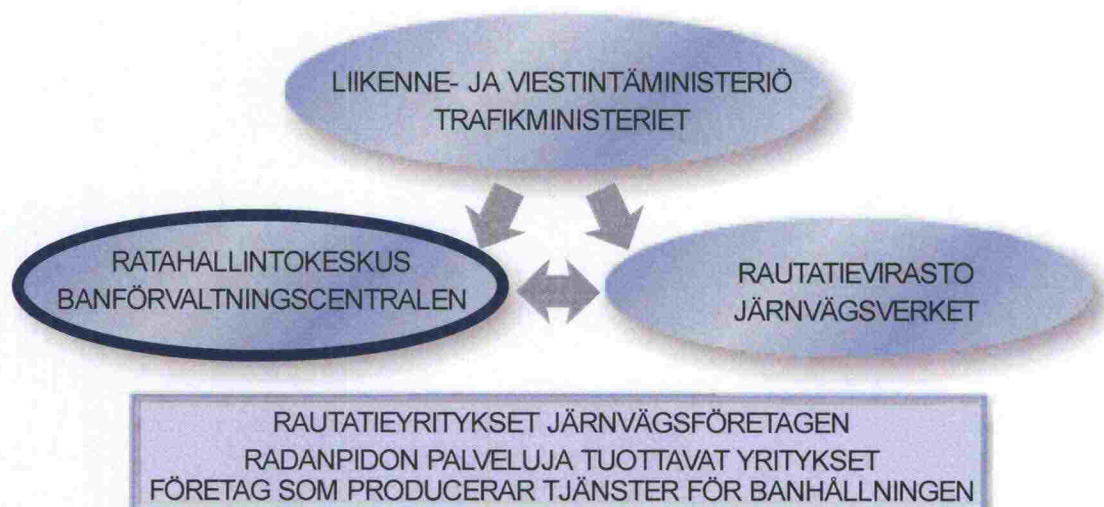 LIIKENNE- JA VIESTINTÄMINISTERIÖ
TRAFIKMINISTERIET
RATAHALLINTOKESKUS
BANFÖRVALTNINGSCENTRALEN
RAUTATIEVIRASTO
JÄRNVÄGSVERKET
RAUTATIEYRITYKSET JÄRNVÄGSFÖRETAGEN
RADANPIDON PALVELUJA TUOTTAVAT YRITYKSET
FÖRETAG SOM PRODUCERAR TJÄNSTER FÖR BANHÅLLNINGEN